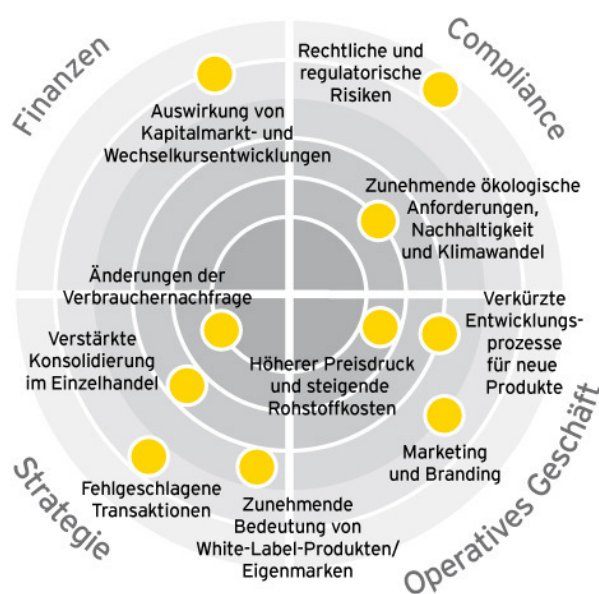 Finanzen
Compliance
Rechtliche und
regulatorische
Risiken
Auswirkung von
Kapitalmarkt- und
Wechselkursentwicklungen
Zunehmende ökologische
Anforderungen,
Nachhaltigkeit
und Klimawandel
Änderungen der
Verbrauchernachfrage
Verstärkte
Konsolidierung
im Einzelhandel
Höherer Preisdruck
und steigende
Rohstoffkosten
Verkürzte
Entwicklungs-
prozesse
für neue
Produkte
Marketing
und Branding
Fehlgeschlagene
Transaktionen
Zunehmende
Bedeutung von
White-Label-Produkten/
Eigenmarken
Strategie
Operatives Geschäft